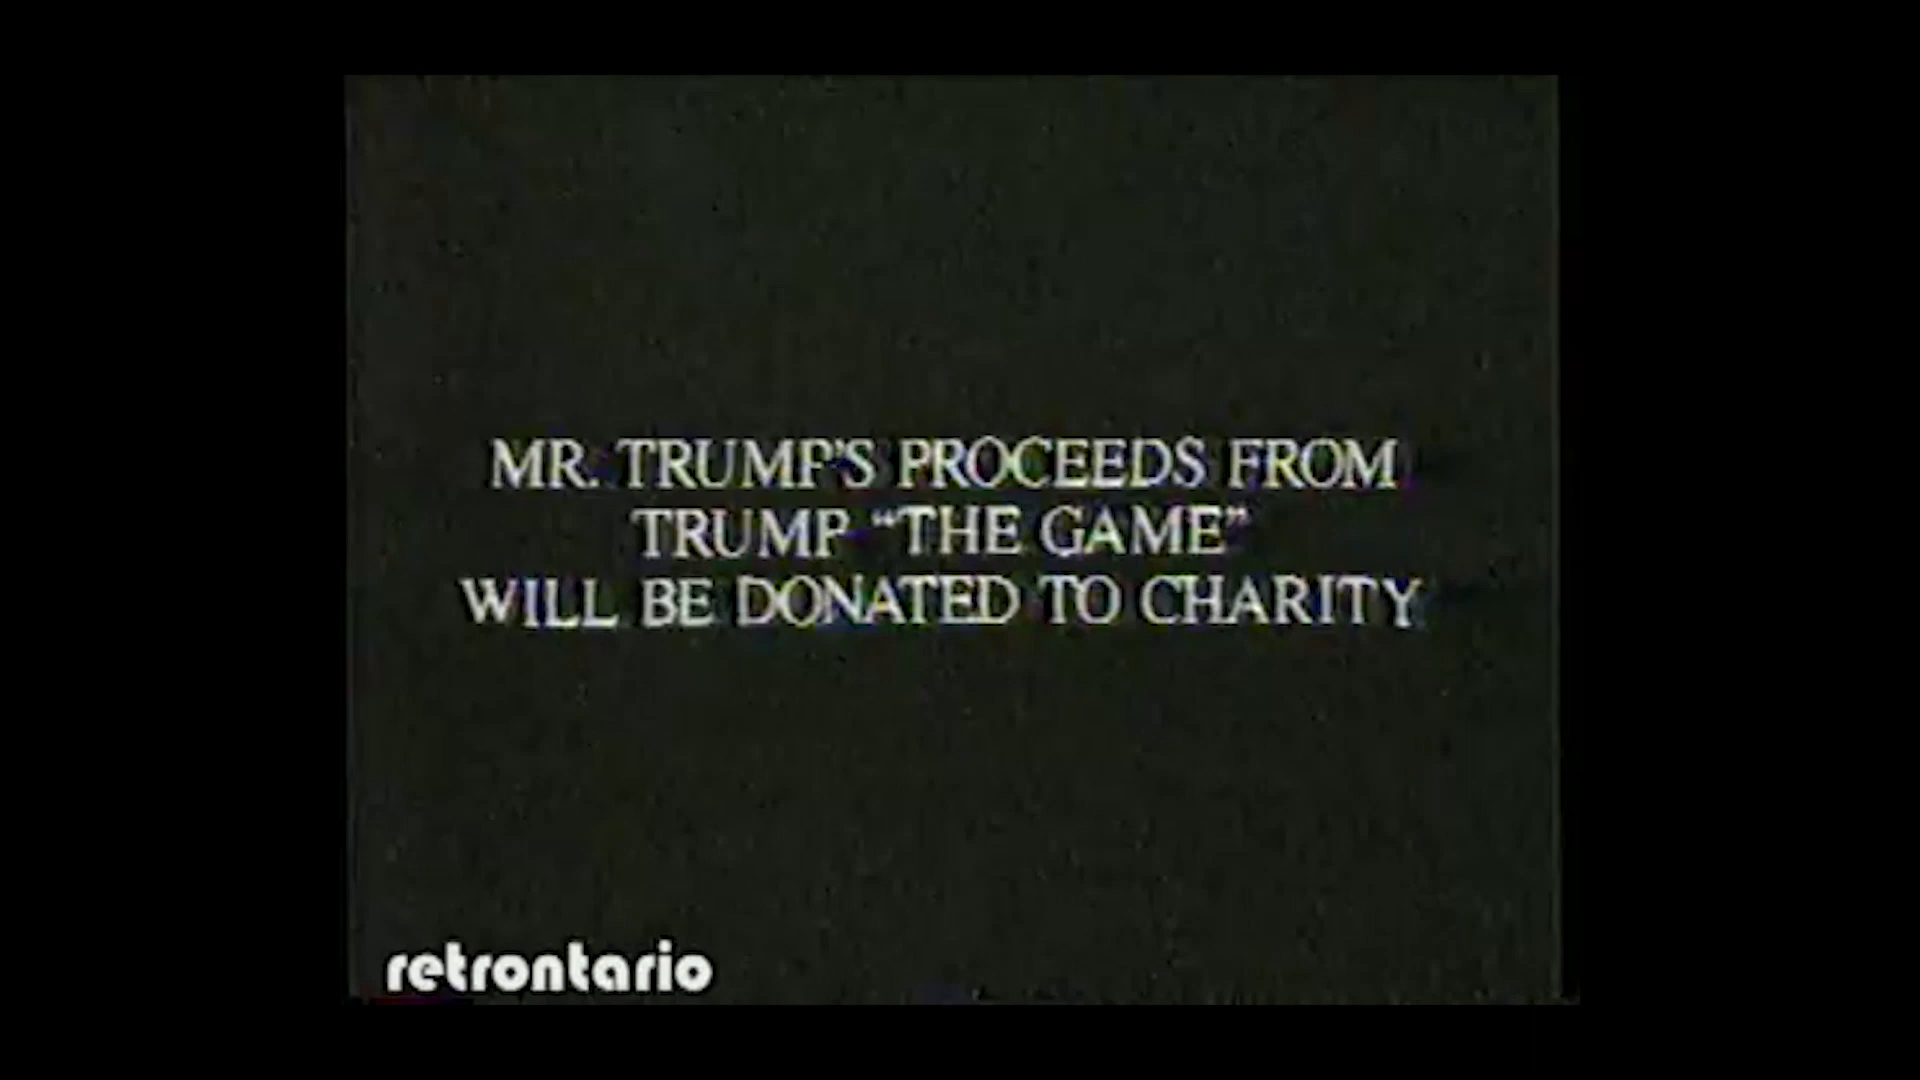 MR. TRUMP'S PROCEEDS FROM
TRUMP “THE GAME”
WILL BE DONATED TO CHARITY
retrontario